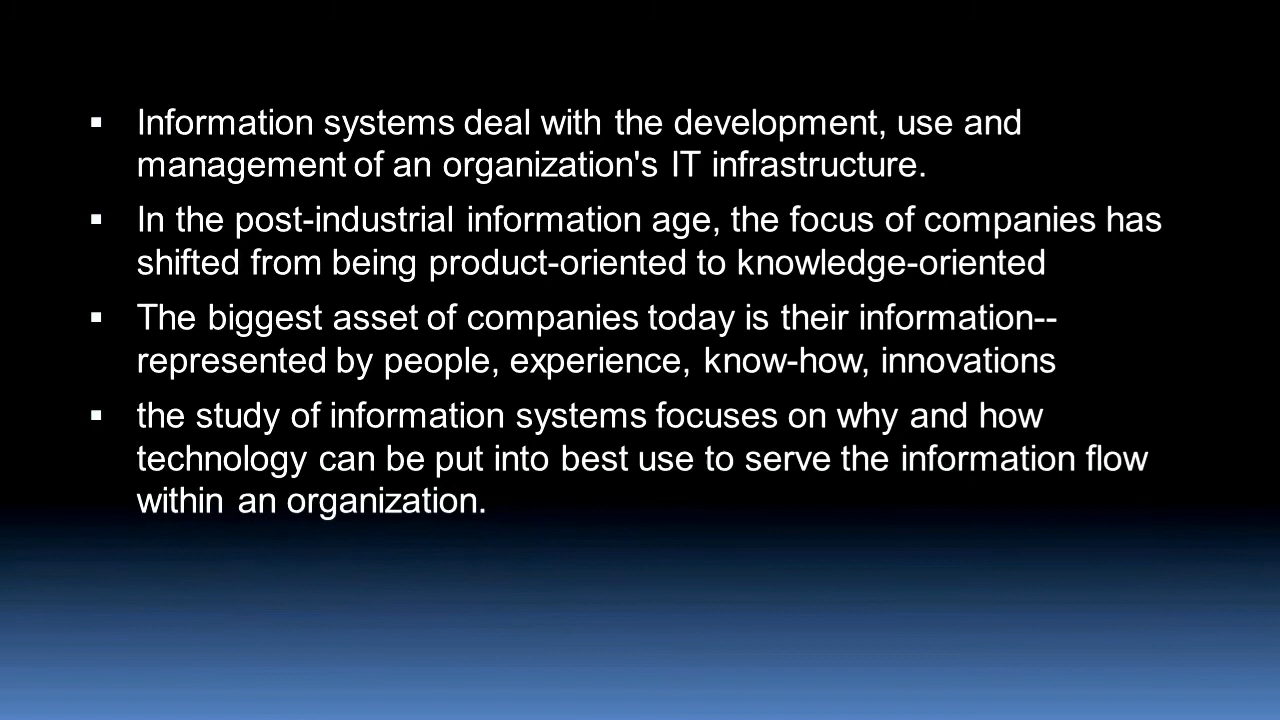 ▪ Information systems deal with the development, use and
management of an organization's IT infrastructure.
▪ In the post-industrial information age, the focus of companies has
shifted from being product-oriented to knowledge-oriented
▪ The biggest asset of companies today is their information--
represented by people, experience, know-how, innovations
▪ the study of information systems focuses on why and how
technology can be put into best use to serve the information flow
within an organization.